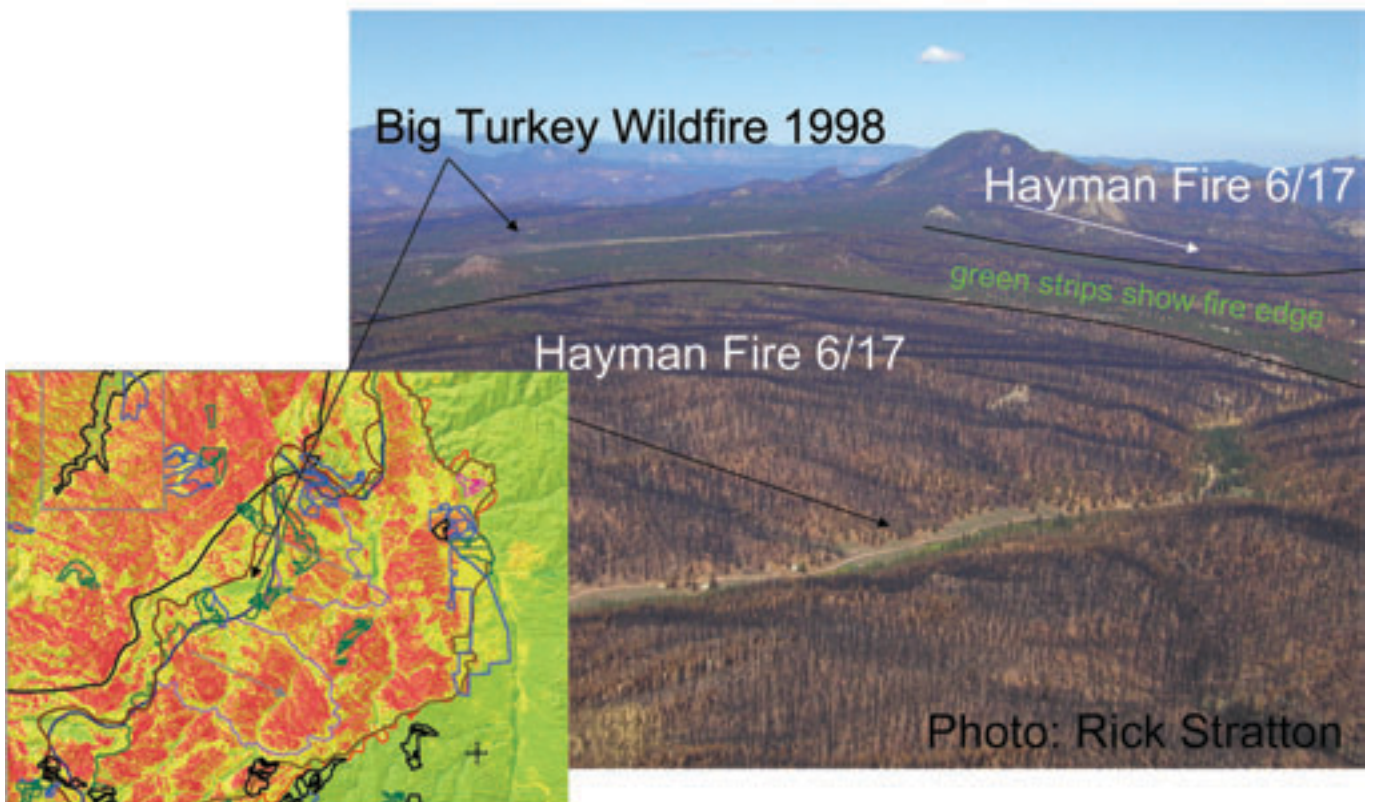 Big Turkey Wildfire 1998
Hayman Fire 6/17
green strips show fire edge
Hayman Fire 6/17
1
Photo: Rick Stratton